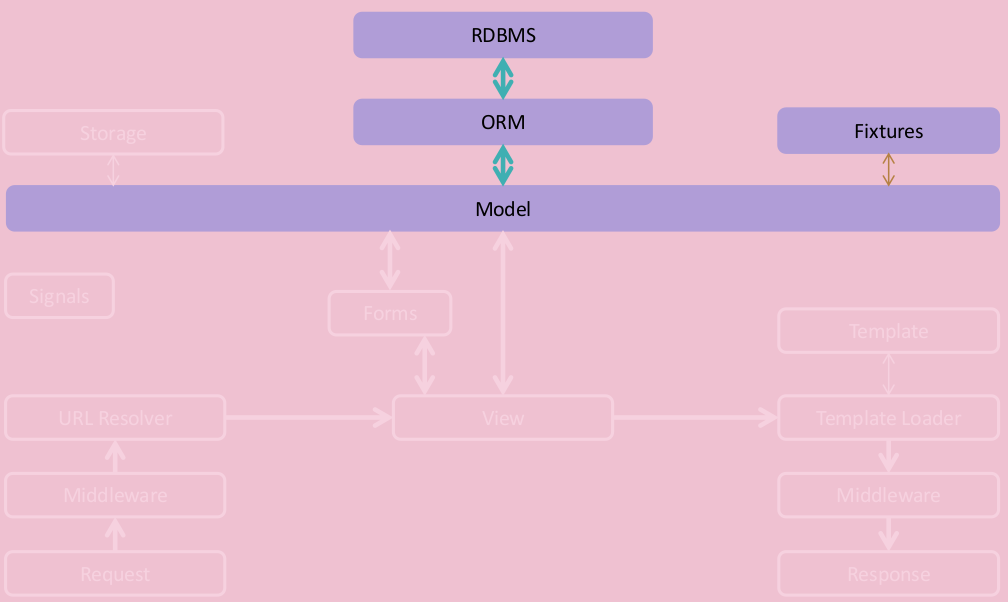 RDBMS
ORM
Storage
Fixtures
Model
Signals
Forms
Template
URL Resolver
View
Template Loader
Middleware
Middleware
Request
Response